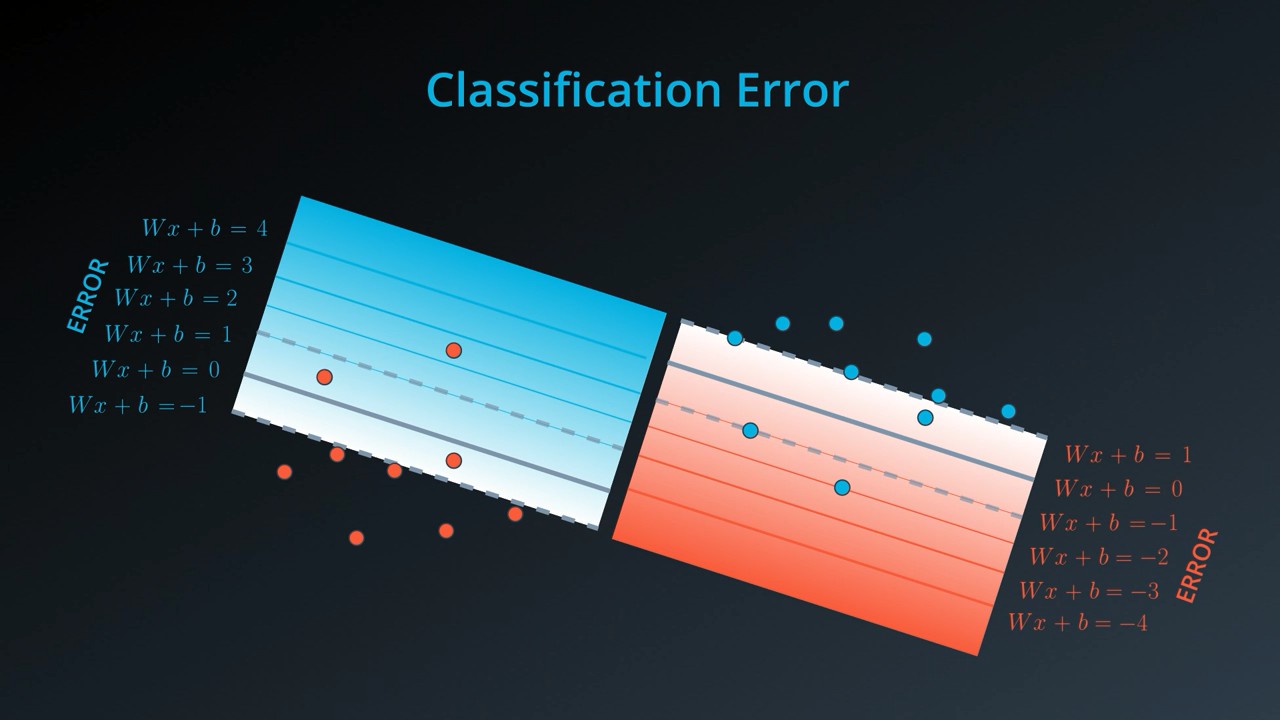 Classification Error
Wx + b = 4
Wx + b = 3
Wx + b = 2
Wx + b = 1
Wx + b = 0
Wx + b =−1
ERROR
Wx + b = 1
Wx + b = 0
Wx + b =−1
Wx + b = −2
Wx + b = −3
Wx + b = −4
ERROR